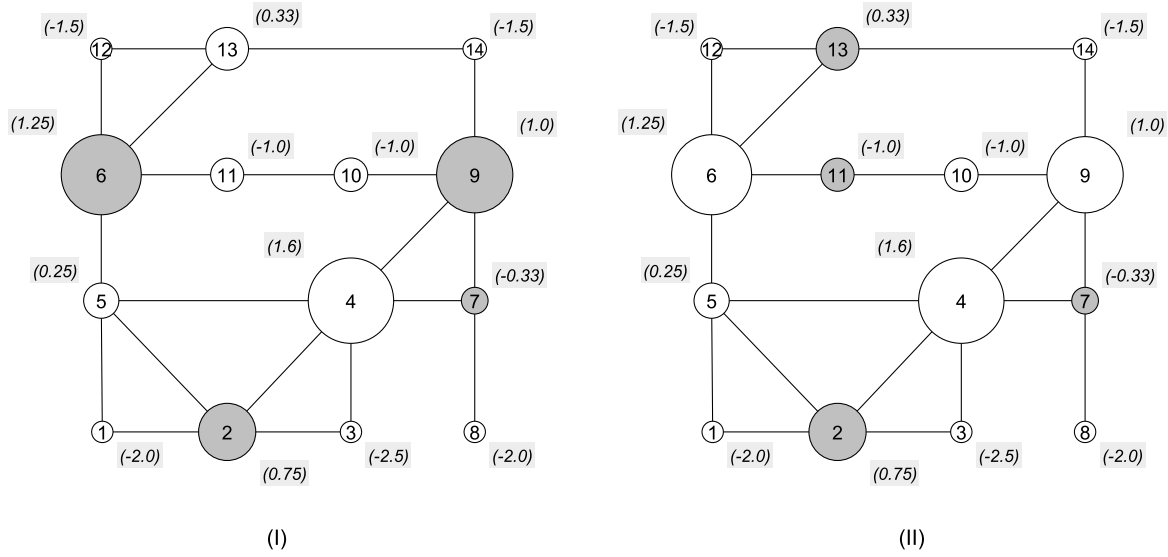 (-1.5) (0.33) (-1.5)
12 13 14
(1.25) (-1.0) (-1.0) (1.0)
6 11 10 9
(0.25) (1.6) (-0.33)
5 4 7
1 2 3 8
(-2.0) (0.75) (-2.5) (-2.0)
(I)
(-1.5) (0.33) (-1.5)
12 13 14
(1.25) (-1.0) (-1.0) (1.0)
6 11 10 9
(0.25) (1.6) (-0.33)
5 4 7
1 2 3 8
(-2.0) (0.75) (-2.5) (-2.0)
(II)